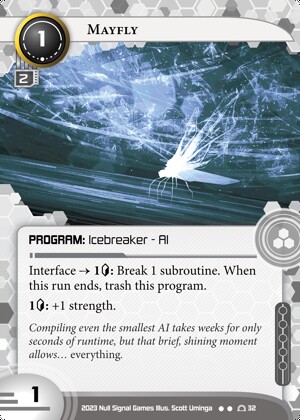 1
MAYFLY
2
PROGRAM: Icebreaker - AI
Interface → 1: Break 1 subroutine. When
this run ends, trash this program.
1: +1 strength.
Compiling even the smallest AI takes weeks for only
seconds of runtime, but that brief, shining moment
allows… everything.
1
2023 Null Signal Games Illus. Scott Uminga
32